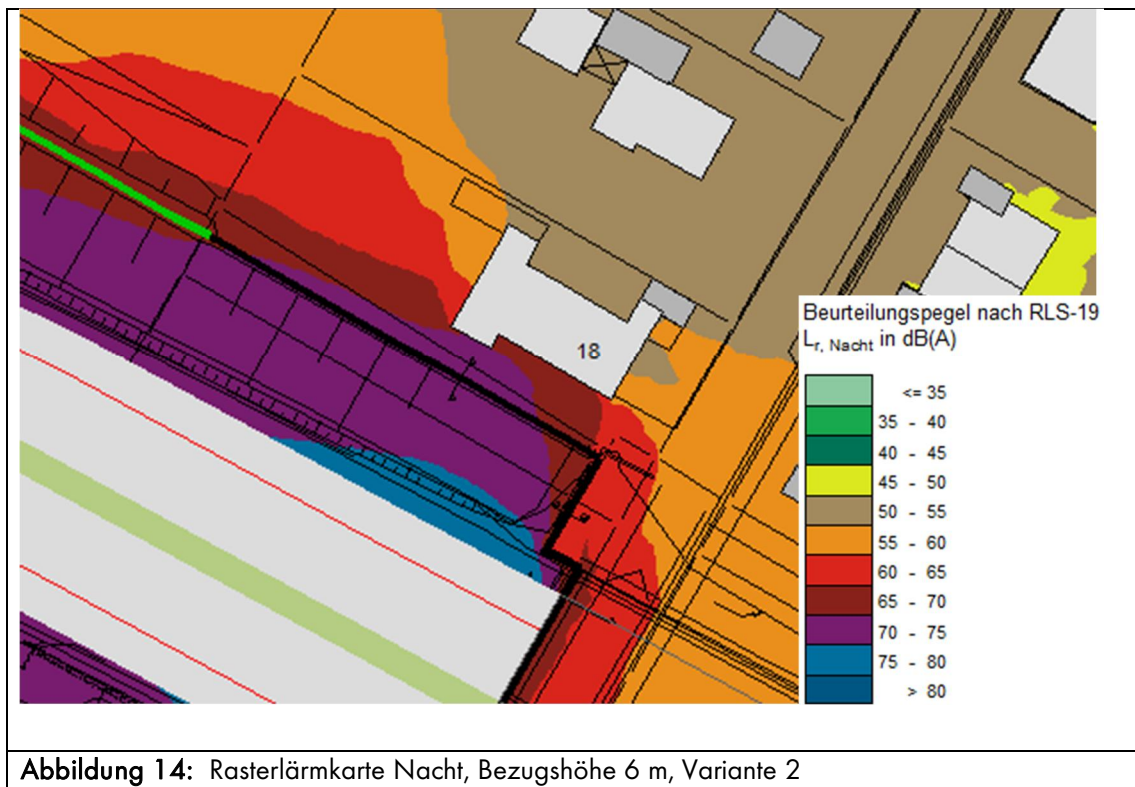 18
Beurteilungspegel nach RLS-19
Lr, Nacht in dB(A)
<= 35
35 - 40
40 - 45
45 - 50
50 - 55
55 - 60
60 - 65
65 - 70
70 - 75
75 - 80
> 80
Abbildung 14: Rasterlärmkarte Nacht, Bezugshöhe 6 m, Variante 2